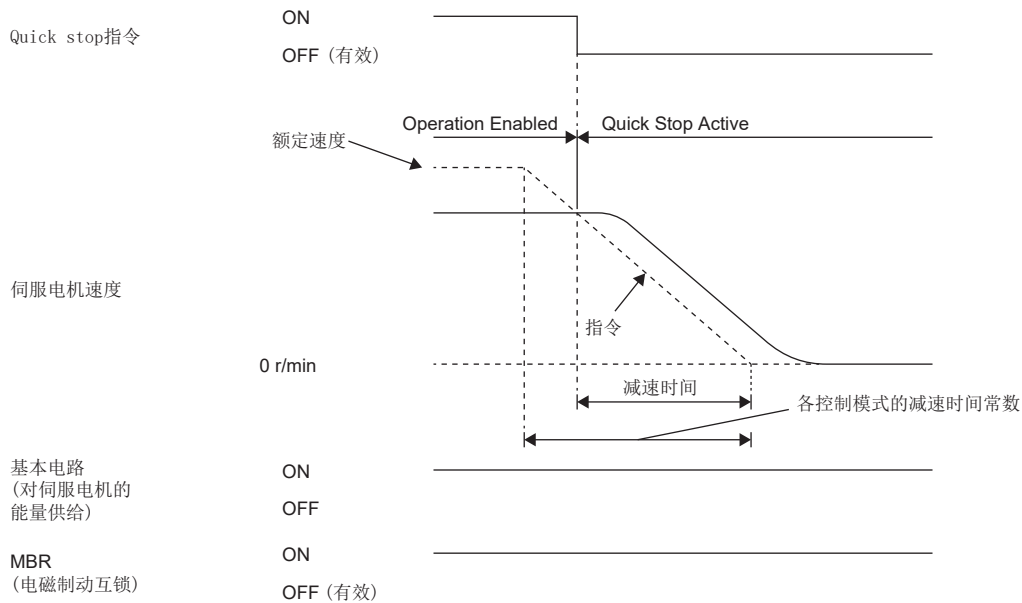 ON
Quick stop指令
OFF (有效)
Operation Enabled
Quick Stop Active
额定速度
伺服电机速度
指令
0 r/min
减速时间
各控制模式的减速时间常数
基本电路
(对伺服电机的
能量供给)
ON
OFF
MBR
(电磁制动互锁)
ON
OFF (有效)